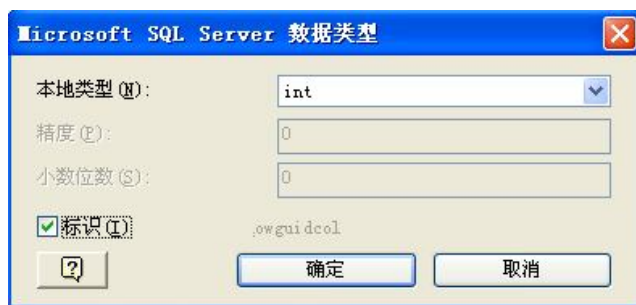 Microsoft SQL Server 数据类型
本地类型(N): int
精度(P): 0
小数位数(S): 0
标识(I) owguidcol
确定 取消